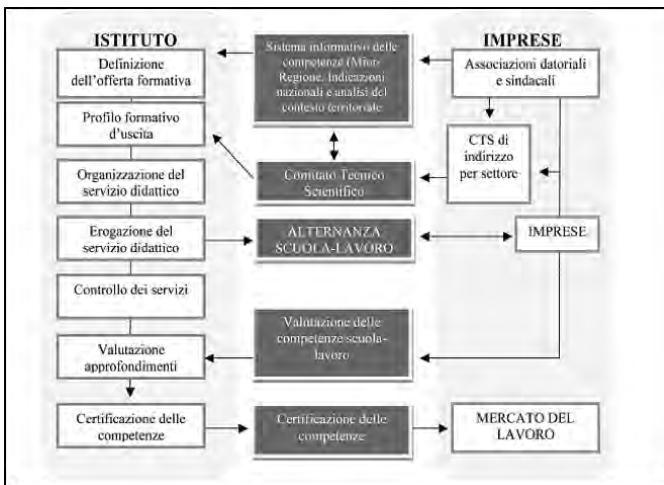 ISTITUTO
Definizione
dell'offerta formativa
Profilo formativo
d'uscita
Organizzazione del
servizio didattico
Erogazione del
servizio didattico
Controllo dei servizi
Valutazione
approfondimenti
Certificazione delle
competenze
Sistema informativo delle
competenze (Miur-
Regione. Indicazioni
nazionali e analisi del
contesto territoriale
Comitato Tecnico
Scientifico
ALTERNANZA
SCUOLA-LAVORO
Valutazione delle
competenze scuola-
lavoro
Certificazione delle
competenze
IMPRESE
Associazioni datoriali
e sindacali
CTS di
indirizzo
per settore
IMPRESE
MERCATO DEL
LAVORO